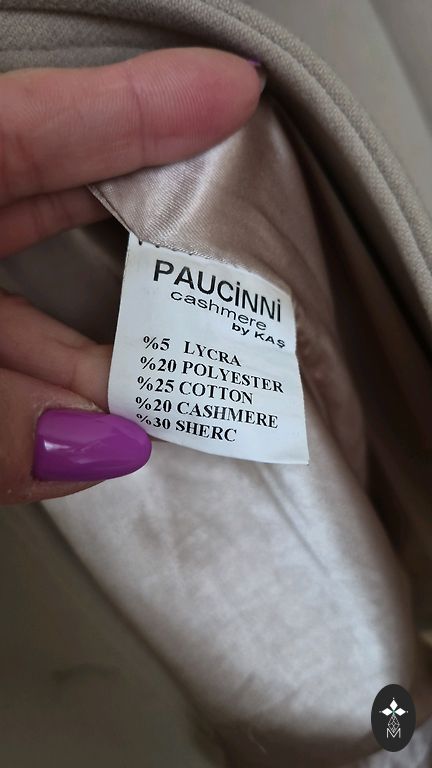 PAUCİNNİ
cashmere
by KAŞ
%5 LYCRA
%20 POLYESTER
%25 COTTON
%20 CASHMERE
%30 SHERC
M